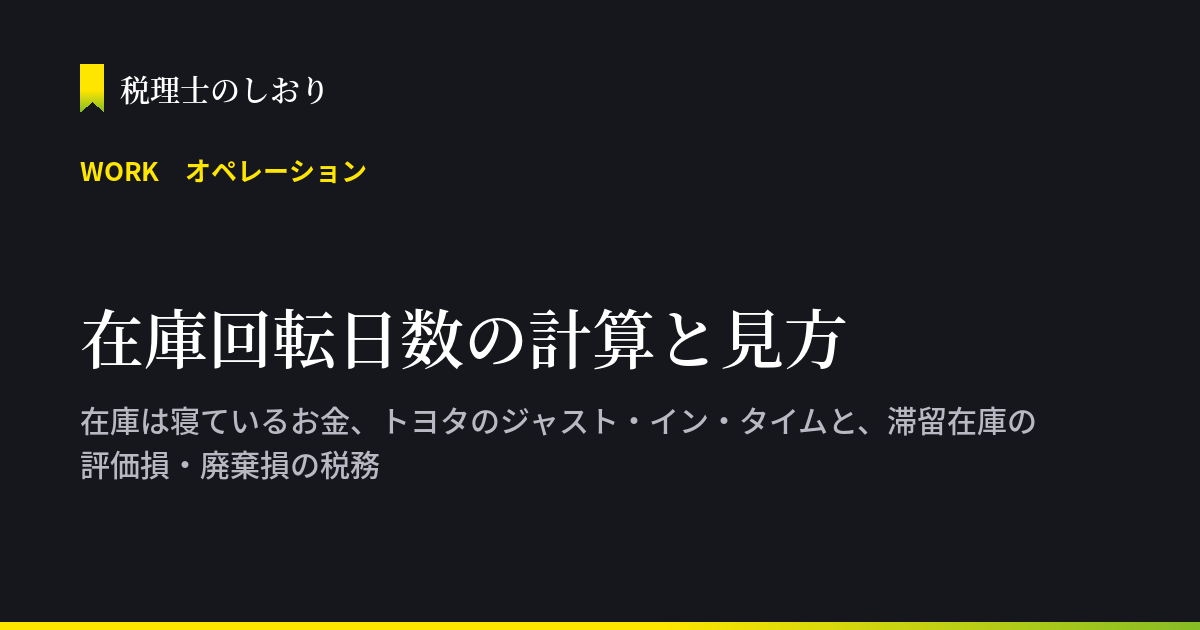 税理士のしおり
WORK　オペレーション
在庫回転日数の計算と見方
在庫は寝ているお金、トヨタのジャスト・イン・タイムと、滞留在庫の
評価損・廃棄損の税務